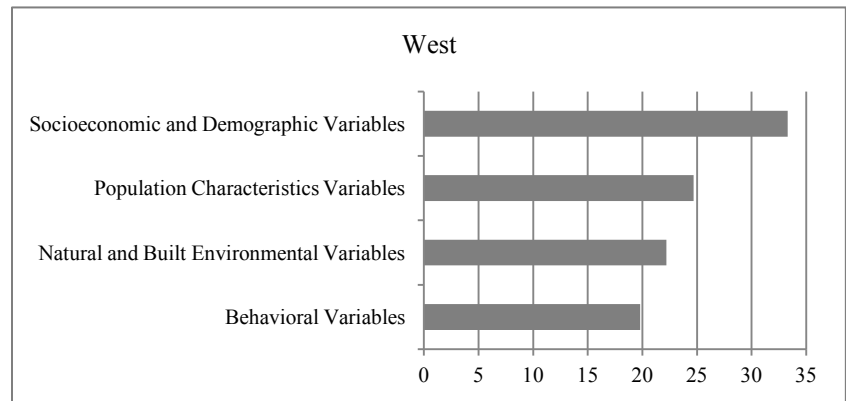 West
Socioeconomic and Demographic Variables
Population Characteristics Variables
Natural and Built Environmental Variables
Behavioral Variables
0 5 10 15 20 25 30 35